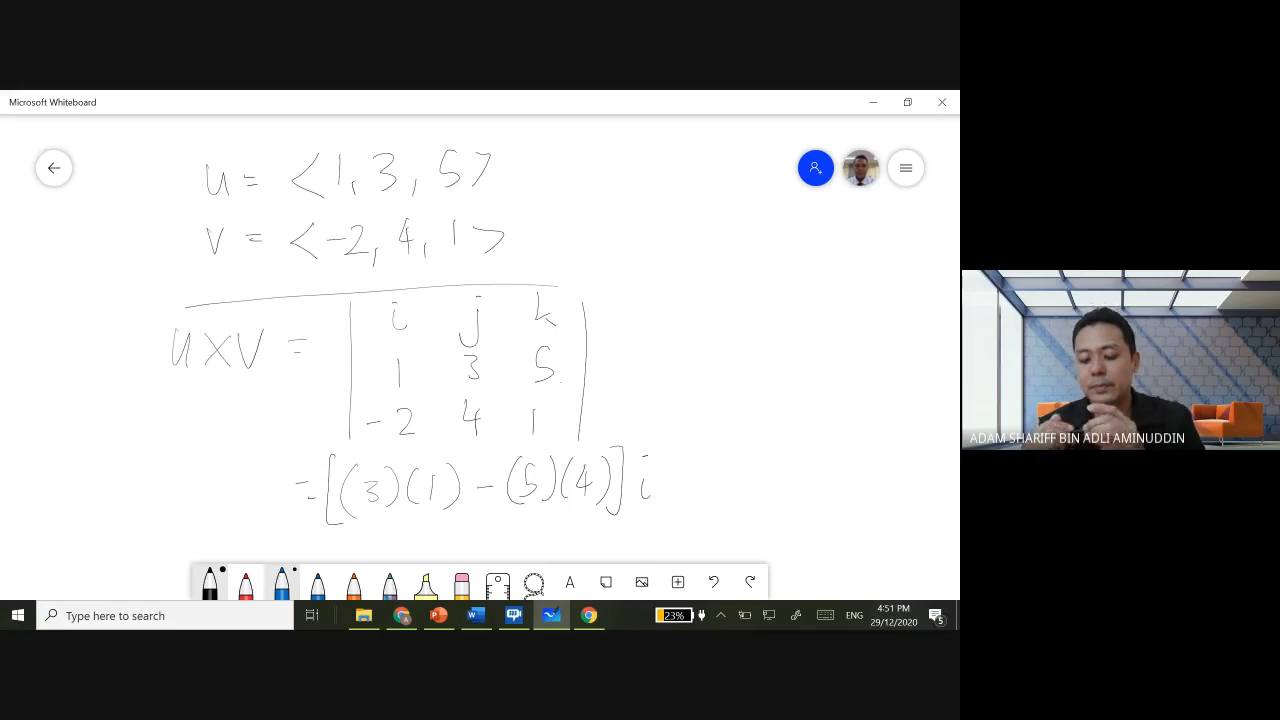 Microsoft Whiteboard
u = <1, 3, 5>
v = <-2, 4, 1>
u×v = | i j k |
| 1 3 5 |
| -2 4 1 |
= [(3)(1) - (5)(4)] i
ADAM SHARIFF BIN ADLI AMINUDDIN
A
Type here to search
23%
ENG
4:51 PM
29/12/2020
5